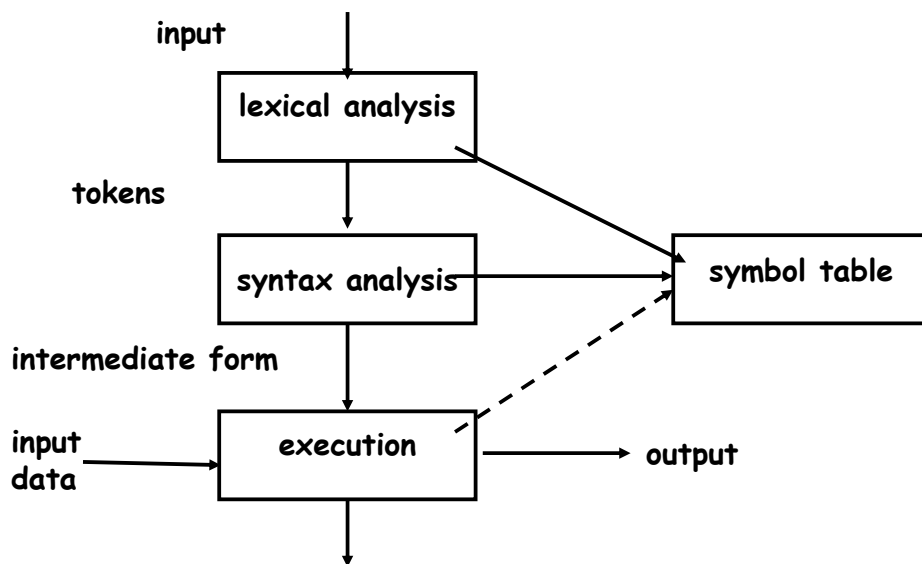 input
lexical analysis
tokens
syntax analysis
symbol table
intermediate form
execution
input
data
output